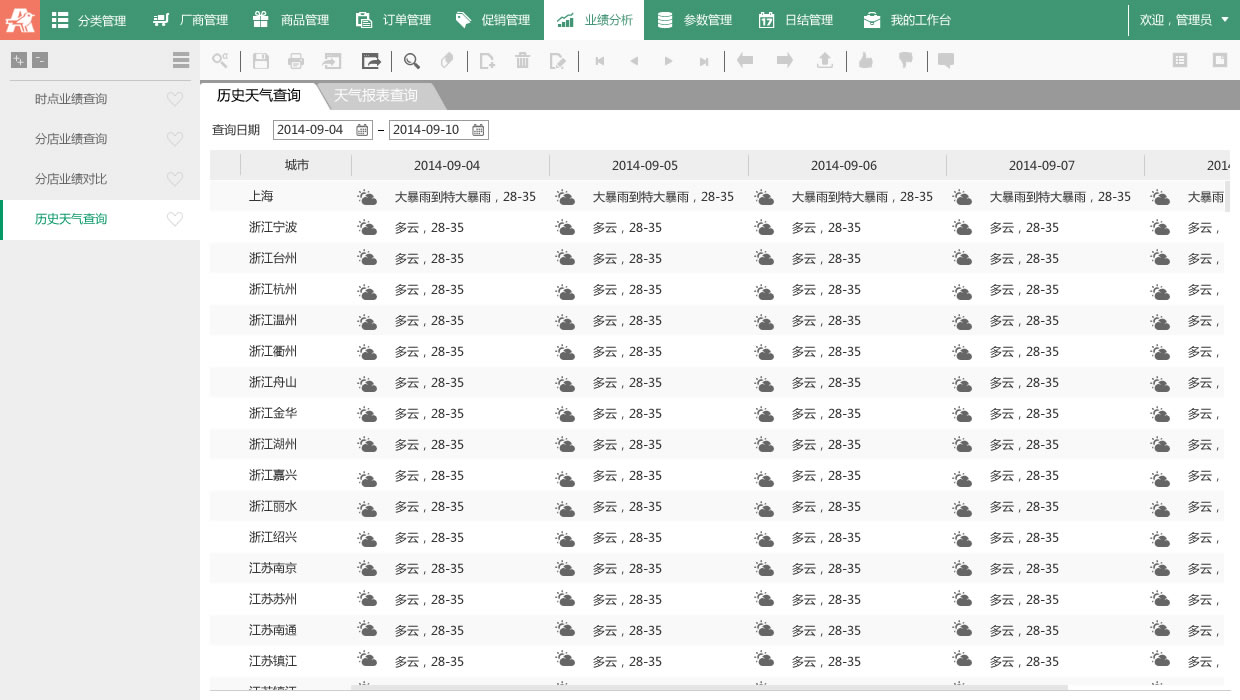 分类管理 厂商管理 商品管理 订单管理 促销管理 业绩分析 参数管理 17 日结管理 我的工作台 欢迎，管理员
时点业绩查询
分店业绩查询
分店业绩对比
历史天气查询
历史天气查询 天气报表查询
查询日期 2014-09-04 – 2014-09-10
城市 2014-09-04 2014-09-05 2014-09-06 2014-09-07 2014
上海 大暴雨到特大暴雨，28-35 大暴雨到特大暴雨，28-35 大暴雨到特大暴雨，28-35 大暴雨到特大暴雨，28-35 大暴雨
浙江宁波 多云，28-35 多云，28-35 多云，28-35 多云，28-35 多云，
浙江台州 多云，28-35 多云，28-35 多云，28-35 多云，28-35 多云，
浙江杭州 多云，28-35 多云，28-35 多云，28-35 多云，28-35 多云，
浙江温州 多云，28-35 多云，28-35 多云，28-35 多云，28-35 多云，
浙江衢州 多云，28-35 多云，28-35 多云，28-35 多云，28-35 多云，
浙江舟山 多云，28-35 多云，28-35 多云，28-35 多云，28-35 多云，
浙江金华 多云，28-35 多云，28-35 多云，28-35 多云，28-35 多云，
浙江湖州 多云，28-35 多云，28-35 多云，28-35 多云，28-35 多云，
浙江嘉兴 多云，28-35 多云，28-35 多云，28-35 多云，28-35 多云，
浙江丽水 多云，28-35 多云，28-35 多云，28-35 多云，28-35 多云，
浙江绍兴 多云，28-35 多云，28-35 多云，28-35 多云，28-35 多云，
江苏南京 多云，28-35 多云，28-35 多云，28-35 多云，28-35 多云，
江苏苏州 多云，28-35 多云，28-35 多云，28-35 多云，28-35 多云，
江苏南通 多云，28-35 多云，28-35 多云，28-35 多云，28-35 多云，
江苏镇江 多云，28-35 多云，28-35 多云，28-35 多云，28-35 多云，